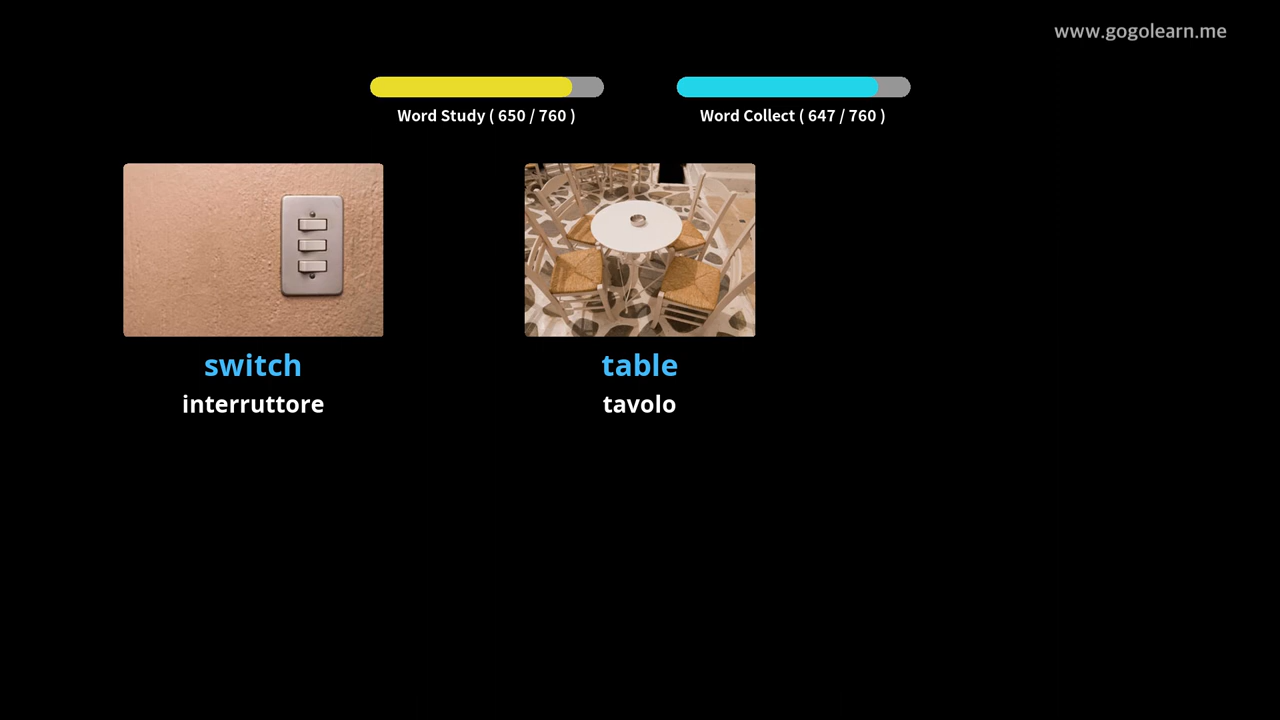 www.gogolearn.me
Word Study ( 650 / 760 )
Word Collect ( 647 / 760 )
switch
interruttore
table
tavolo